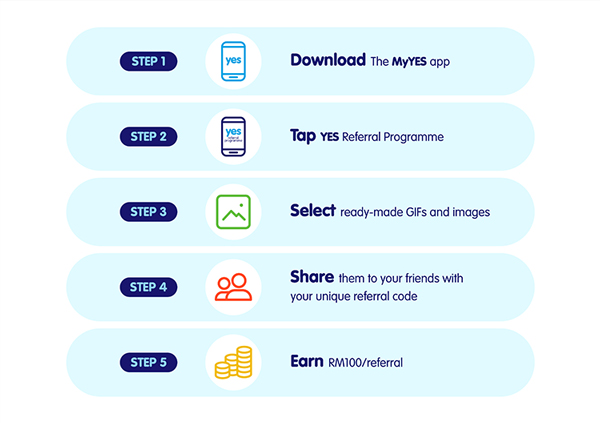 STEP 1
yes
Download The MyYES app
STEP 2
yes
referral
programme
Tap YES Referral Programme
STEP 3
Select ready-made GIFs and images
STEP 4
Share them to your friends with
your unique referral code
STEP 5
Earn RM100/referral